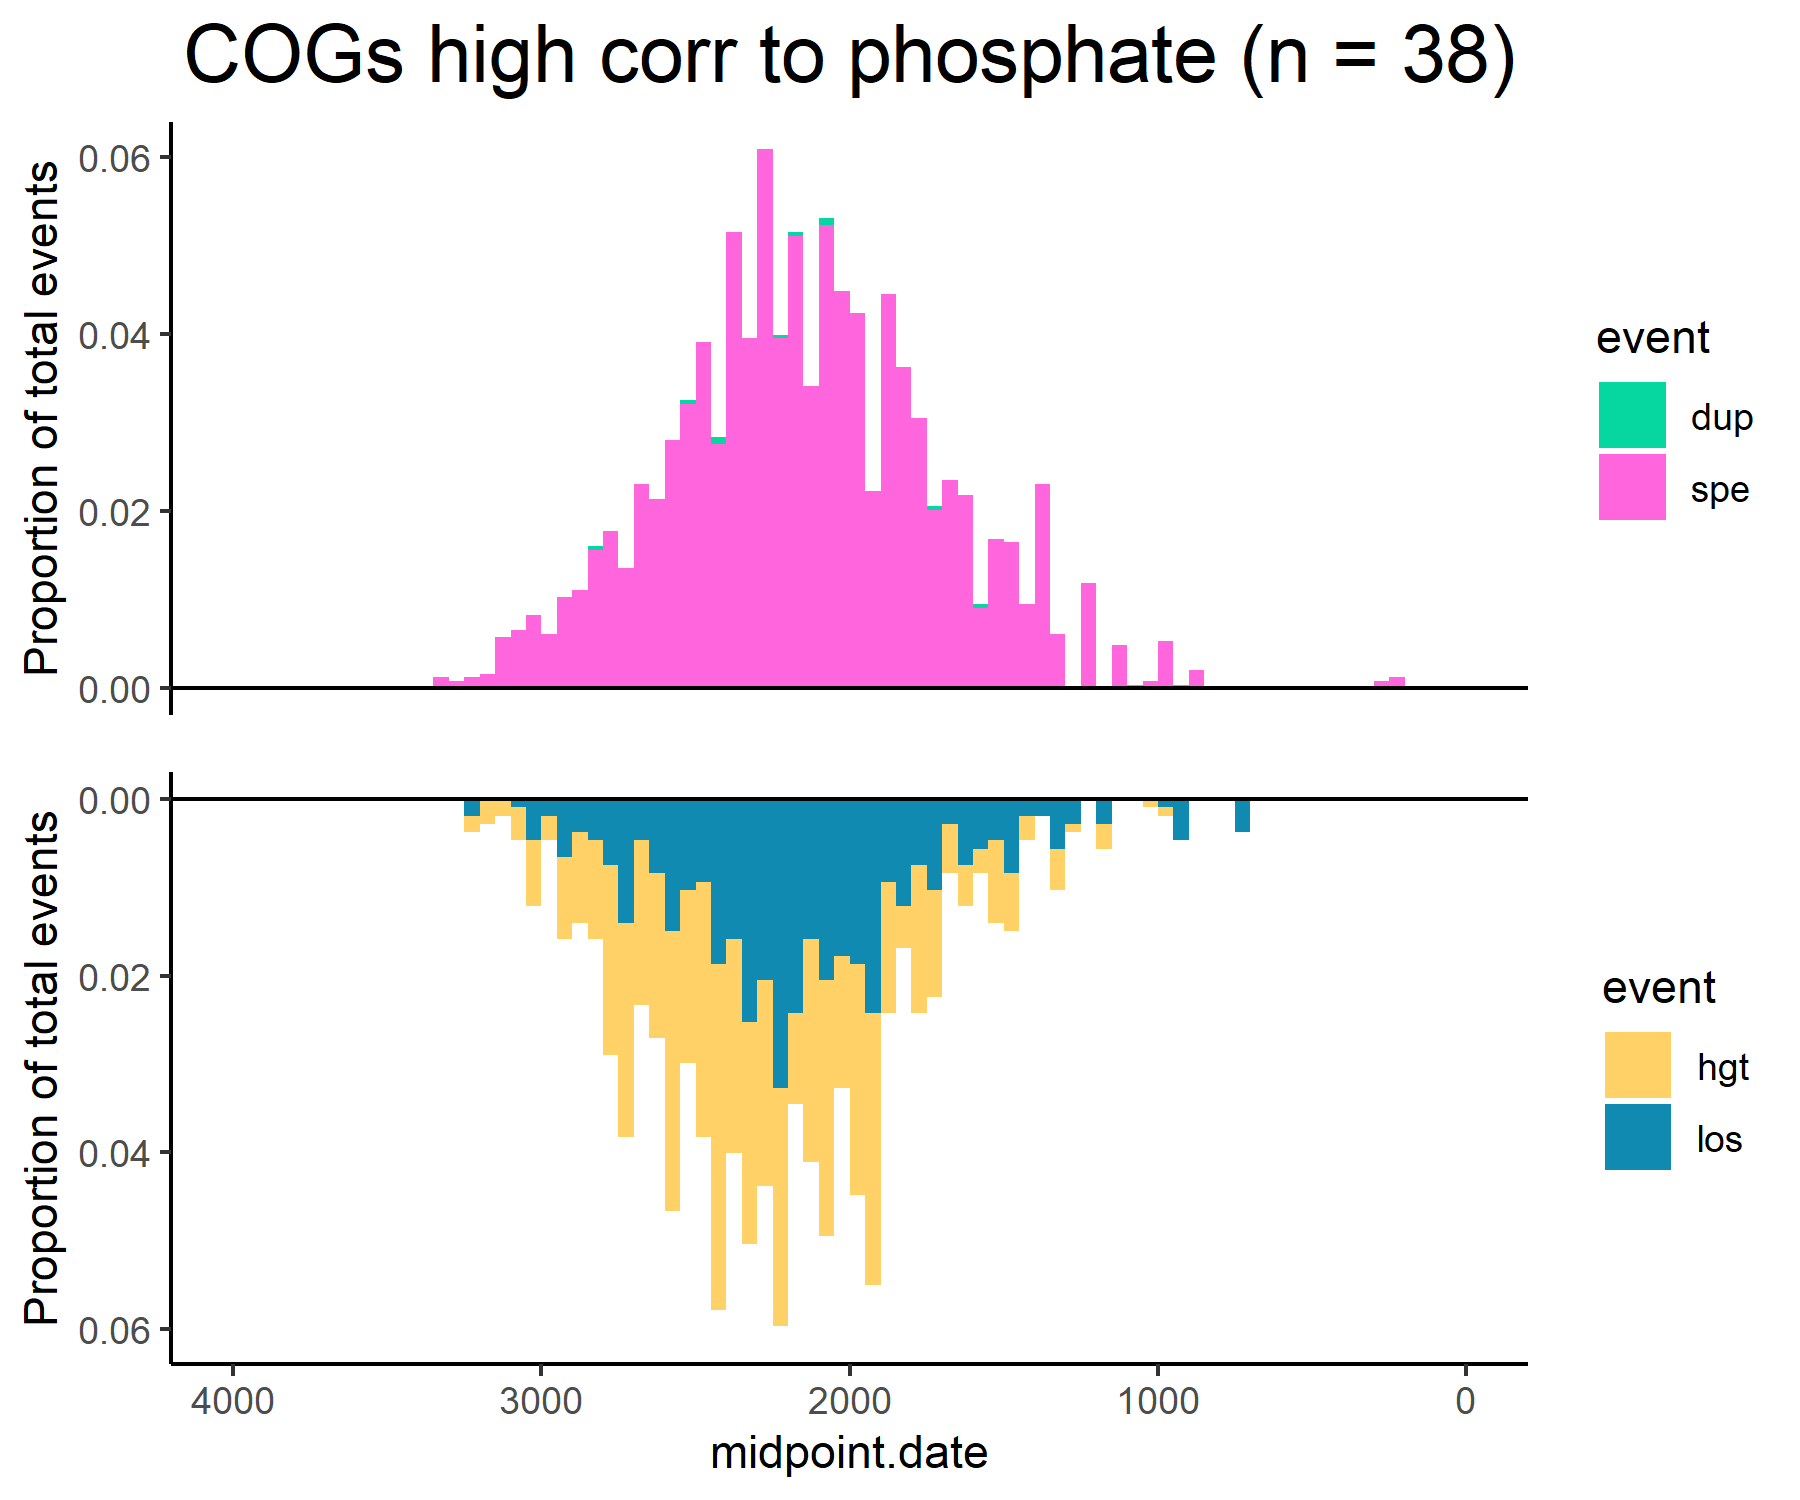 COGs high corr to phosphate (n = 38)
Proportion of total events
0.06
0.04
0.02
0.00
event
dup
spe
Proportion of total events
0.00
0.02
0.04
0.06
event
hgt
los
4000 3000 2000 1000 0
midpoint.date